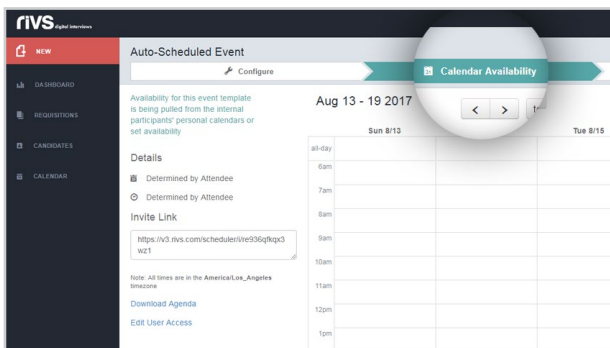 rivs digital interviews
NEW
DASHBOARD
REQUISITIONS
CANDIDATES
CALENDAR
Auto-Scheduled Event
Configure
Calendar Availability
Availability for this event template
is being pulled from the internal
participants' personal calendars or
set availability
Details
Determined by Attendee
Determined by Attendee
Invite Link
https://v3.rivs.com/scheduler/i/re936qfkqx3
wz1
Note: All times are in the America/Los_Angeles
timezone
Download Agenda
Edit User Access
Aug 13 - 19 2017
Sun 8/13
Tue 8/15
all-day
6am
7am
8am
9am
10am
11am
12pm
1pm